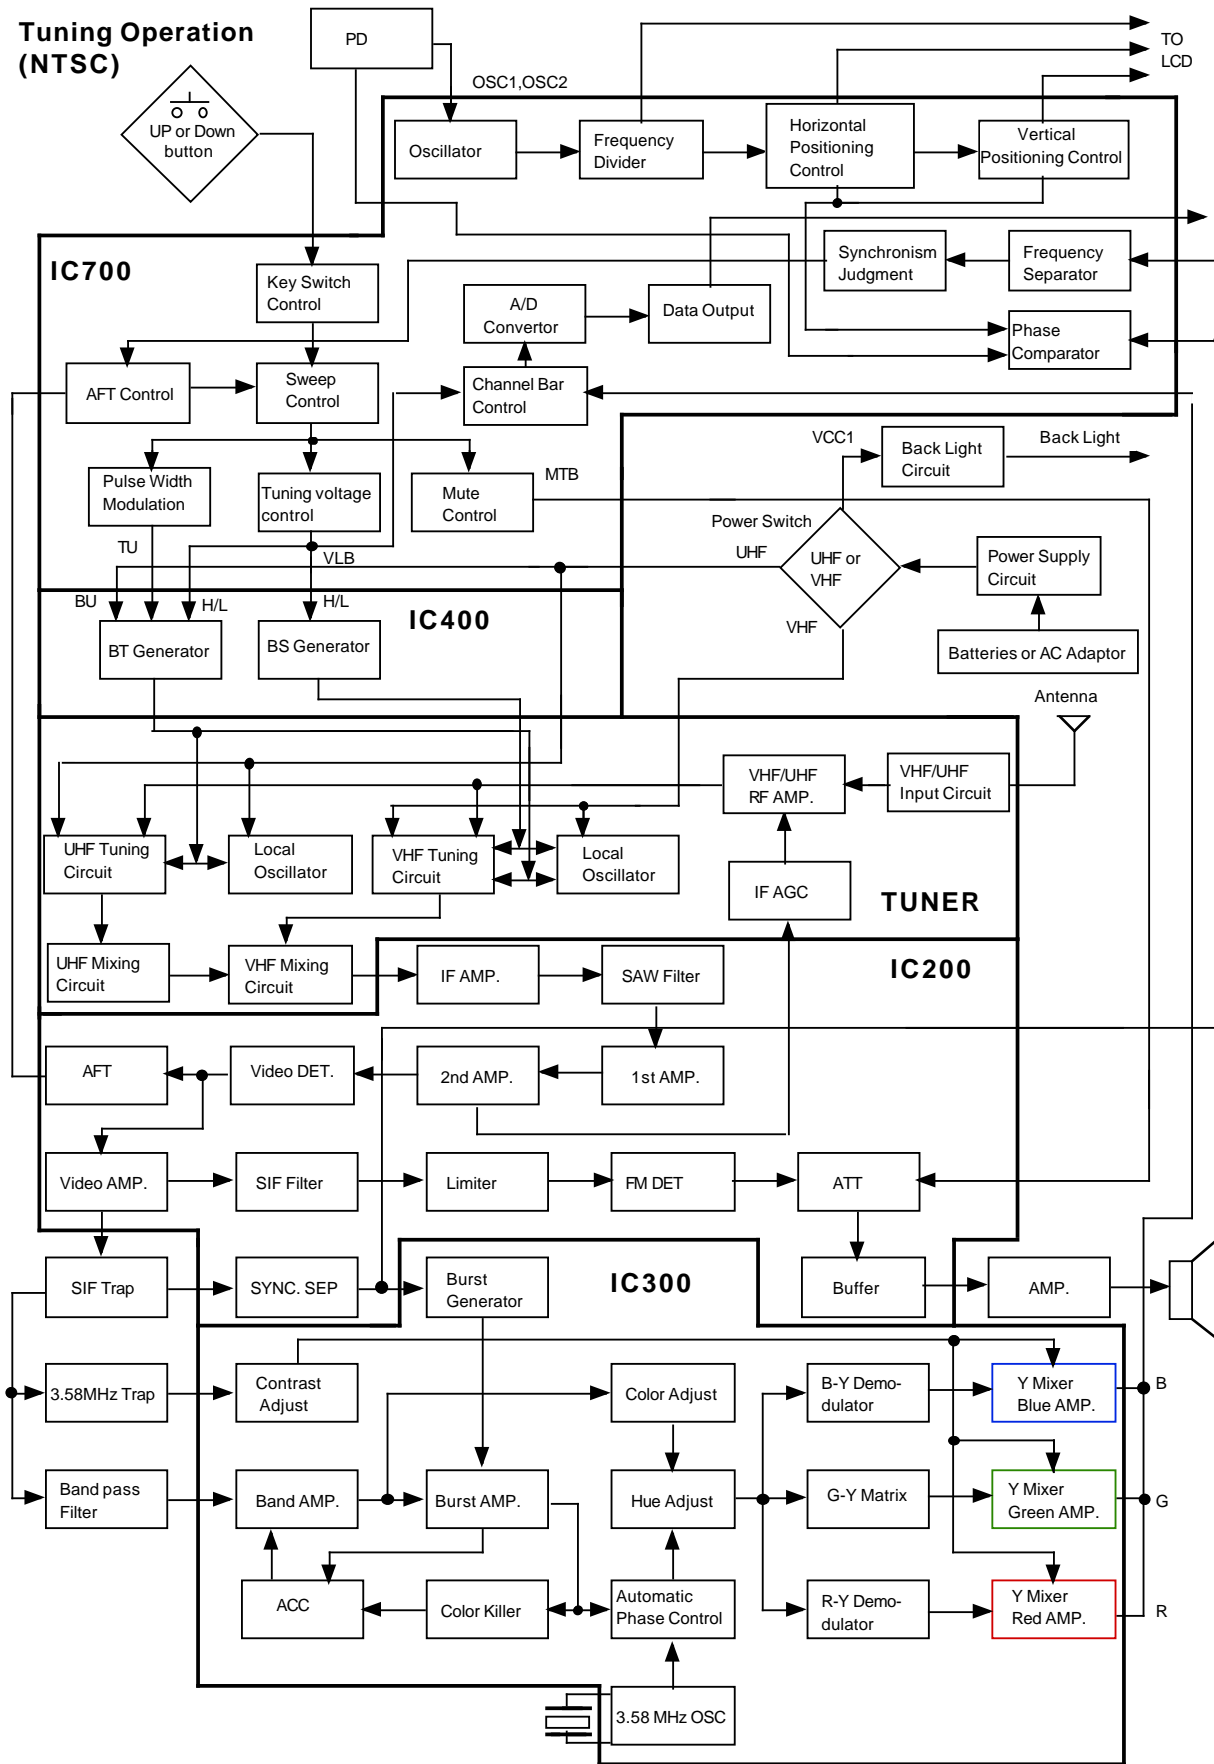 Tuning Operation
(NTSC)
PD
OSC1,OSC2
TO
LCD
UP or Down
button
Oscillator
Frequency
Divider
Horizontal
Positioning
Control
Vertical
Positioning Control
IC700
Key Switch
Control
A/D
Convertor
Data Output
Synchronism
Judgment
Frequency
Separator
Phase
Comparator
AFT Control
Sweep
Control
Channel Bar
Control
VCC1
Back Light
Circuit
Back Light
Pulse Width
Modulation
Tuning voltage
control
Mute
Control
MTB
Power Switch
UHF
UHF or
VHF
VHF
Power Supply
Circuit
Batteries or AC Adaptor
TU
VLB
BU
H/L
H/L
IC400
BT Generator
BS Generator
Antenna
VHF/UHF
RF AMP.
VHF/UHF
Input Circuit
UHF Tuning
Circuit
Local
Oscillator
VHF Tuning
Circuit
Local
Oscillator
IF AGC
TUNER
UHF Mixing
Circuit
VHF Mixing
Circuit
IF AMP.
SAW Filter
IC200
AFT
Video DET.
2nd AMP.
1st AMP.
Video AMP.
SIF Filter
Limiter
FM DET
ATT
SIF Trap
SYNC. SEP
Burst
Generator
IC300
Buffer
AMP.
3.58MHz Trap
Contrast
Adjust
Color Adjust
B-Y Demo-
dulator
Y Mixer
Blue AMP.
B
Band pass
Filter
Band AMP.
Burst AMP.
Hue Adjust
G-Y Matrix
Y Mixer
Green AMP.
G
ACC
Color Killer
Automatic
Phase Control
R-Y Demo-
dulator
Y Mixer
Red AMP.
R
3.58 MHz OSC